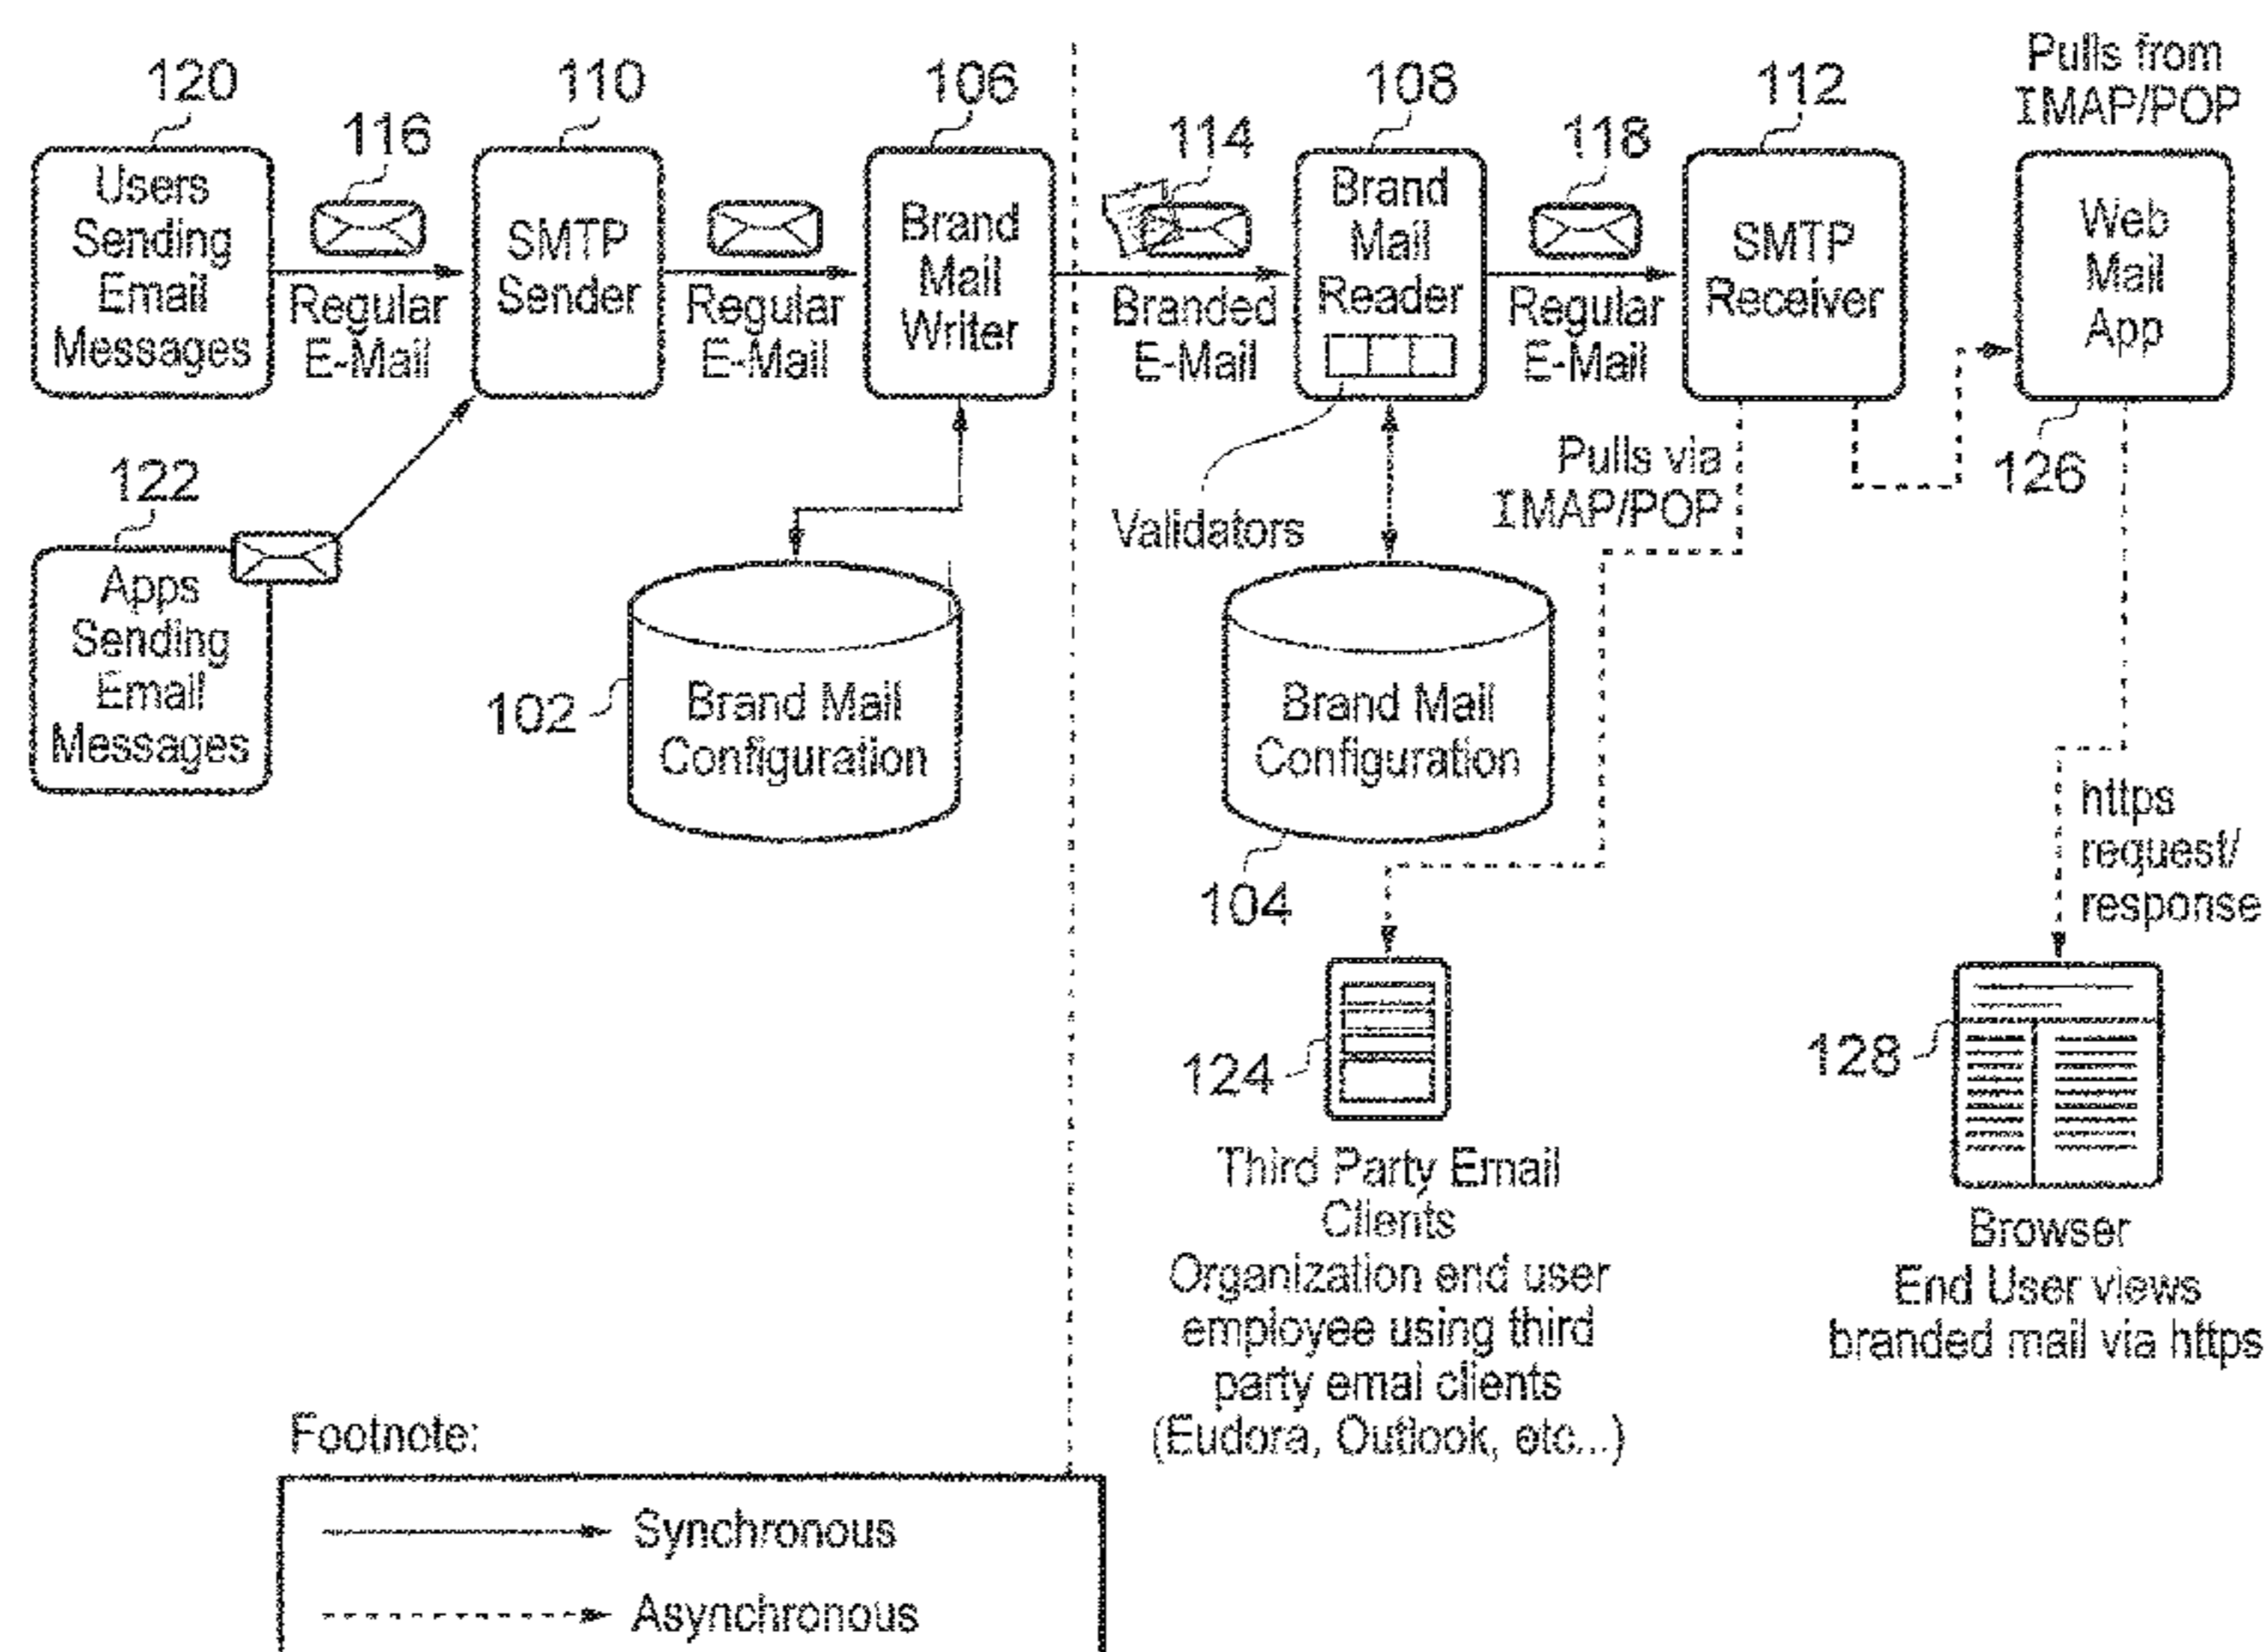 120
116
Users
Sending
Email
Messages
Regular
E-Mail
110
SMTP
Sender
Regular
E-Mail
106
Brand
Mail
Writer
114
Branded
E-Mail
108
Brand
Mail
Reader
Validators
118
Regular
E-Mail
112
SMTP
Receiver
Pulls from
IMAP/POP
Web
Mail
App
126
122
Apps
Sending
Email
Messages
102
Brand Mail
Configuration
Brand Mail
Configuration
104
Pulls via
IMAP/POP
https
request/
response
124
Third Party Email
Clients
Organization end user
employee using third
party emai clients
(Eudora, Outlook, etc...)
128
Browser
End User views
branded mail via https
Footnote:
Synchronous
Asynchronous